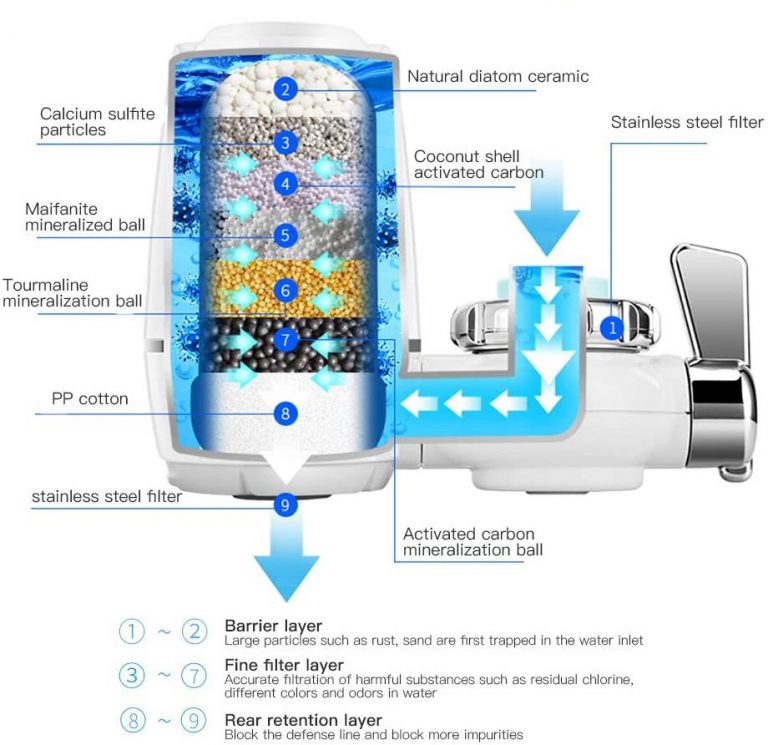 Natural diatom ceramic
2
Calcium sulfite
particles
Stainless steel filter
3
Coconut shell
activated carbon
4
Maifanite
mineralized ball
5
Tourmaline
mineralization ball
6
1
7
PP cotton
8
stainless steel filter
9
Activated carbon
mineralization ball
1 ~ 2 Barrier layer
Large particles such as rust, sand are first trapped in the water inlet
3 ~ 7 Fine filter layer
Accurate filtration of harmful substances such as residual chlorine,
different colors and odors in water
8 ~ 9 Rear retention layer
Block the defense line and block more impurities